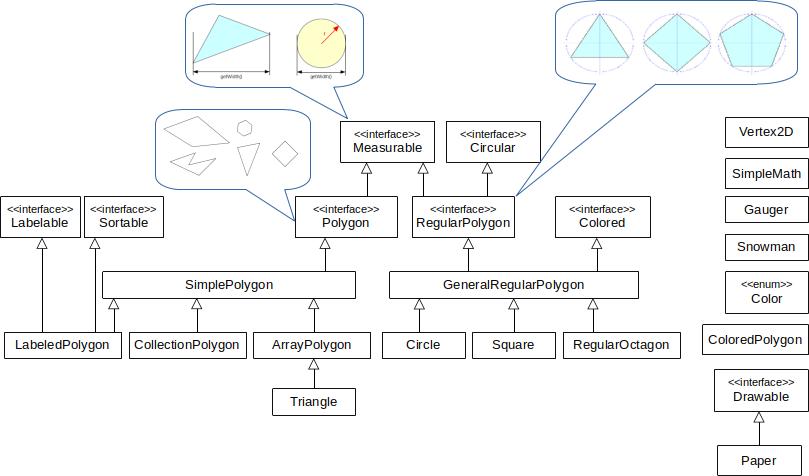 getWidth()
getWidth()
<<interface>>
Measurable
<<interface>>
Circular
Vertex2D
SimpleMath
<<interface>>
Labelable
<<interface>>
Sortable
<<interface>>
Polygon
<<interface>>
RegularPolygon
<<interface>>
Colored
Gauger
Snowman
SimplePolygon
GeneralRegularPolygon
<<enum>>
Color
LabeledPolygon
CollectionPolygon
ArrayPolygon
Circle
Square
RegularOctagon
ColoredPolygon
Triangle
<<interface>>
Drawable
Paper